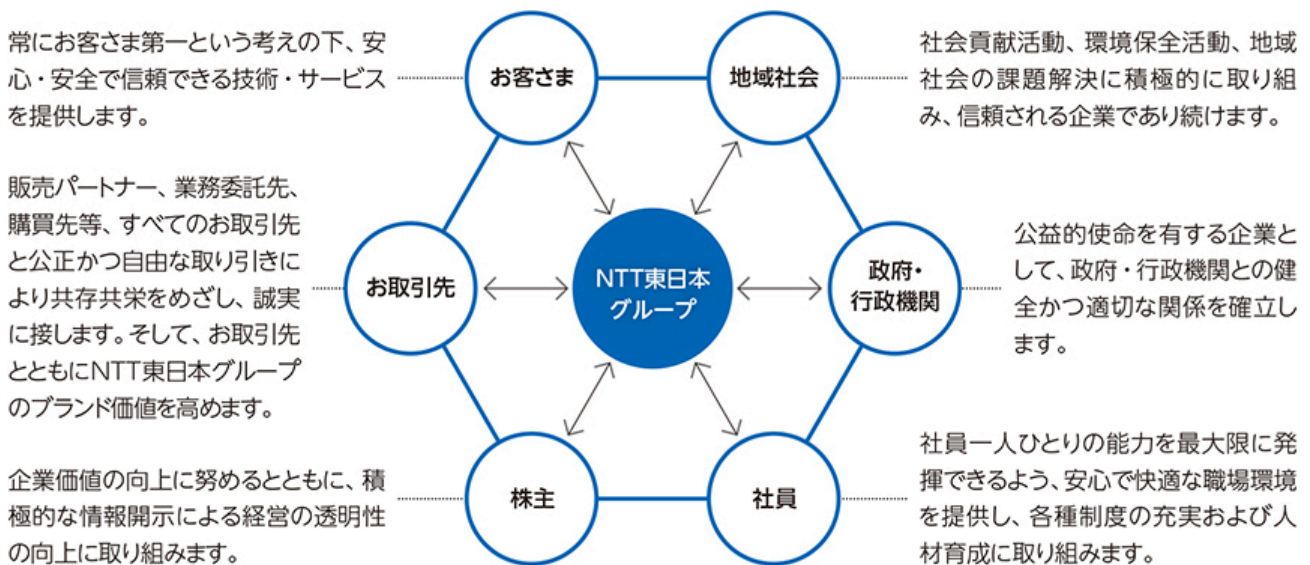 常にお客さま第一という考えの下、安
心・安全で信頼できる技術・サービス
を提供します。
お客さま
地域社会
社会貢献活動、環境保全活動、地域
社会の課題解決に積極的に取り組
み、信頼される企業であり続けます。
販売パートナー、業務委託先、
購買先等、すべてのお取引先
と公正かつ自由な取り引きに
より共存共栄をめざし、誠実
に接します。そして、お取引先
とともにNTT東日本グループ
のブランド価値を高めます。
お取引先
NTT東日本
グループ
政府・
行政機関
公益的使命を有する企業と
して、政府・行政機関との健
全かつ適切な関係を確立し
ます。
企業価値の向上に努めるとともに、積
極的な情報開示による経営の透明性
の向上に取り組みます。
株主
社員
社員一人ひとりの能力を最大限に発
揮できるよう、安心で快適な職場環境
を提供し、各種制度の充実および人
材育成に取り組みます。